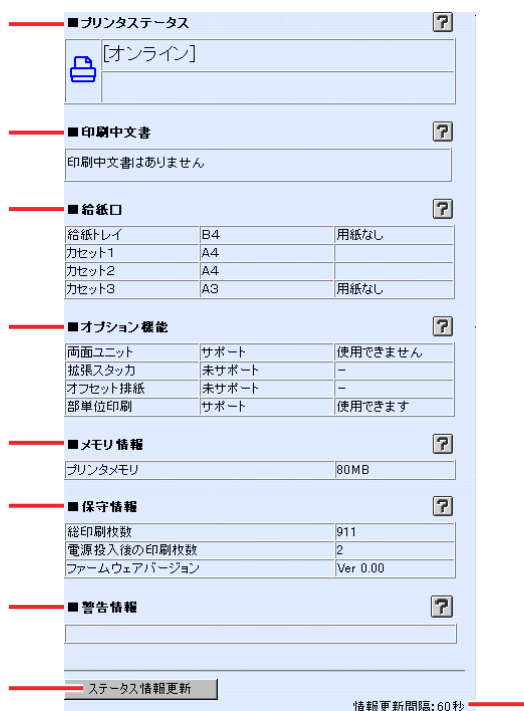 ■プリンタステータス ?
[オンライン]
■印刷中文書 ?
印刷中文書はありません
■給紙口 ?
給紙トレイ B4 用紙なし
カセット1 A4
カセット2 A4
カセット3 A3 用紙なし
■オプション機能 ?
両面ユニット サポート 使用できません
拡張スタッカ 未サポート −
オフセット排紙 未サポート −
部単位印刷 サポート 使用できます
■メモリ情報 ?
プリンタメモリ 80MB
■保守情報 ?
総印刷枚数 911
電源投入後の印刷枚数 2
ファームウェアバージョン Ver 0.00
■警告情報 ?
ステータス情報更新
情報更新間隔:60秒